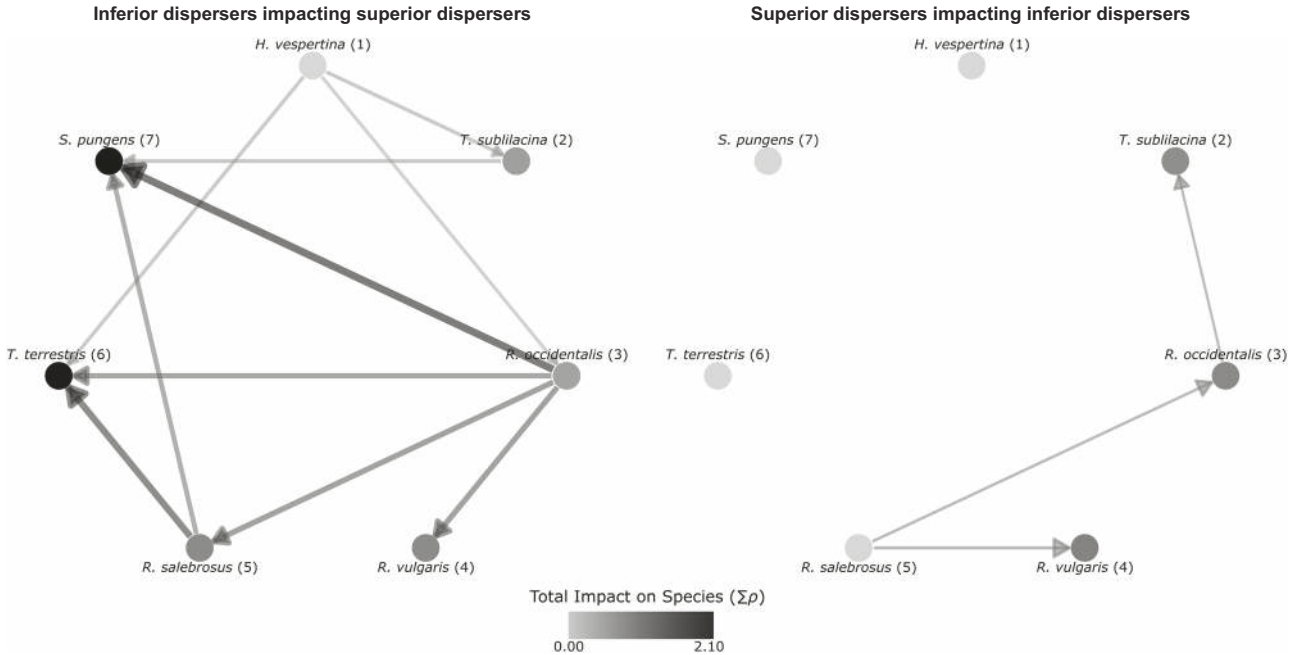 Inferior dispersers impacting superior dispersers
H. vespertina (1)
S. pungens (7)
T. sublilacina (2)
T. terrestris (6)
R. occidentalis (3)
R. salebrosus (5)
R. vulgaris (4)
Superior dispersers impacting inferior dispersers
H. vespertina (1)
S. pungens (7)
T. sublilacina (2)
T. terrestris (6)
R. occidentalis (3)
R. salebrosus (5)
R. vulgaris (4)
Total Impact on Species (∑ρ)
0.00
2.10